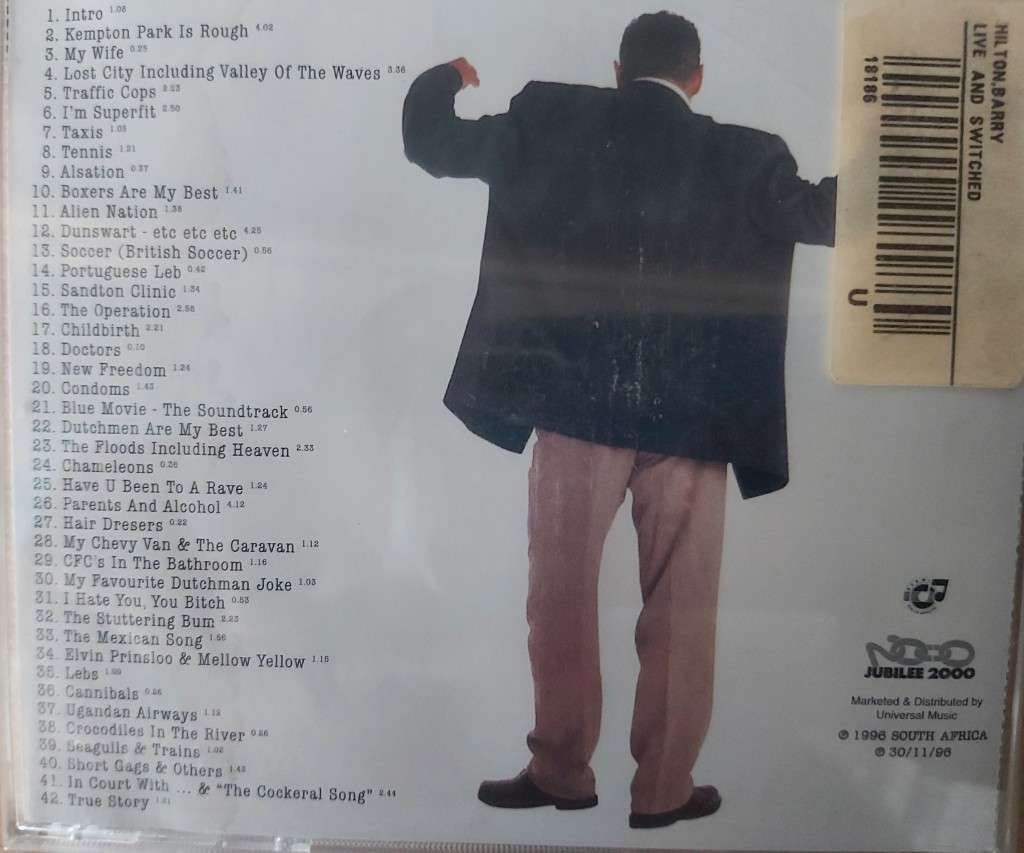 1. Intro 1.08
2. Kempton Park Is Rough 4.02
3. My Wife 0.25
4. Lost City Including Valley Of The Waves 3.36
5. Traffic Cops
6. I'm Superfit 2.50
7. Taxis 1.05
8. Tennis 1.21
9. Alsation 0.37
10. Boxers Are My Best 1.41
11. Alien Nation 1.38
12. Dunswart - etc etc etc 4.25
13. Soccer (British Soccer) 0.56
14. Portuguese Leb 0.42
15. Sandton Clinic 1.34
16. The Operation 2.58
17. Childbirth 2.21
18. Doctors
19. New Freedom 1.24
20. Condoms 1.43
21. Blue Movie - The Soundtrack 0.56
22. Dutchmen Are My Best 1.27
23. The Floods Including Heaven 2.33
24. Chameleons
25. Have U Been To A Rave 1.24
26. Parents And Alcohol 4.12
27. Hair Dresers 0.22
28. My Chevy Van & The Caravan 1.12
29. CFC's In The Bathroom 1.16
30. My Favourite Dutchman Joke 1.03
31. I Hate You, You Bitch 0.53
32. The Stuttering Bum 2.23
33. The Mexican Song 1.56
34. Elvin Prinsloo & Mellow Yellow 1.15
35. Lebs
36. Cannibals
37. Ugandan Airways 1.12
38. Crocodiles In The River
39. Seagulls & Trains 1.02
40. Short Gags & Others 1.43
41. In Court With ... & "The Cockeral Song" 2.44
42. True Story
HILTON.BARRY
LIVE AND SWITCHED
18186
U
JUBILEE 2000
Marketed & Distributed by
Universal Music
℗ 1996 SOUTH AFRICA
© 30/11/96